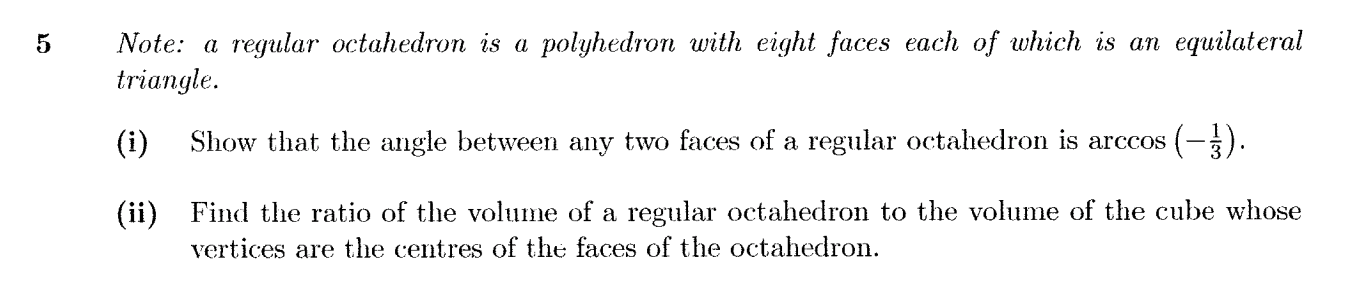 5 Note: a regular octahedron is a polyhedron with eight faces each of which is an equilateral
triangle.
(i) Show that the angle between any two faces of a regular octahedron is arccos (−1/3).
(ii) Find the ratio of the volume of a regular octahedron to the volume of the cube whose
vertices are the centres of the faces of the octahedron.